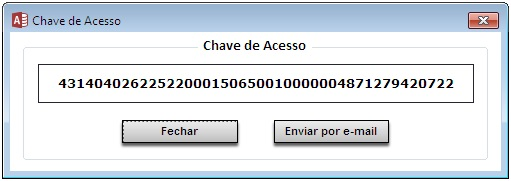 Chave de Acesso
Chave de Acesso
43140402622522000150650010000004871279420722
Fechar
Enviar por e-mail